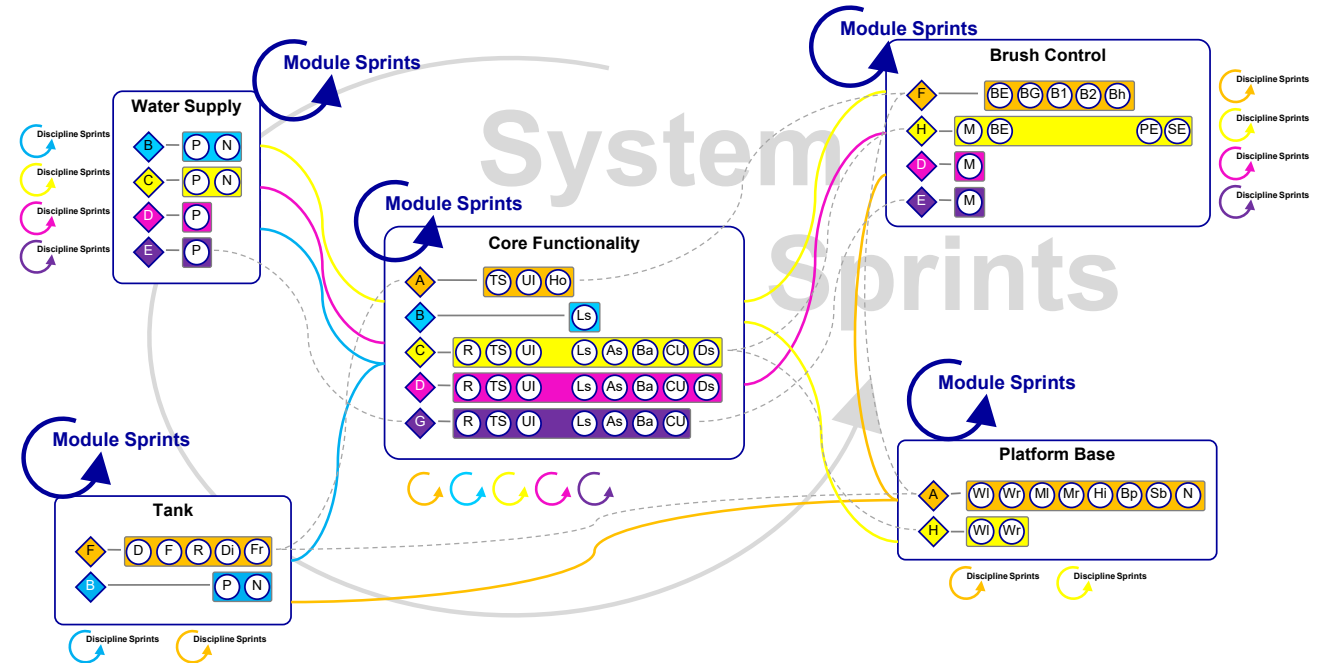 System
Sprints
Module Sprints
Water Supply
B P N
C P N
D P
E P
Discipline Sprints
Discipline Sprints
Discipline Sprints
Discipline Sprints
Module Sprints
Core Functionality
A TS UI Ho
B Ls
C R TS UI Ls As Ba CU Ds
D R TS UI Ls As Ba CU Ds
G R TS UI Ls As Ba CU
Module Sprints
Brush Control
F BE BG B1 B2 Bh
H M BE PE SE
D M
E M
Discipline Sprints
Discipline Sprints
Discipline Sprints
Discipline Sprints
Module Sprints
Tank
F D F R Di Fr
B P N
Discipline Sprints
Discipline Sprints
Module Sprints
Platform Base
A Wl Wr Ml Mr Hi Bp Sb N
H Wl Wr
Discipline Sprints
Discipline Sprints